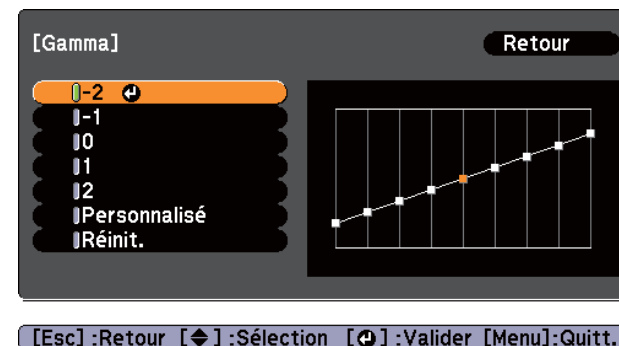 [Gamma]
Retour
-2
-1
0
1
2
Personnalisé
Réinit.
[Esc] :Retour [◆] :Sélection [↵] :Valider [Menu]:Quitt.